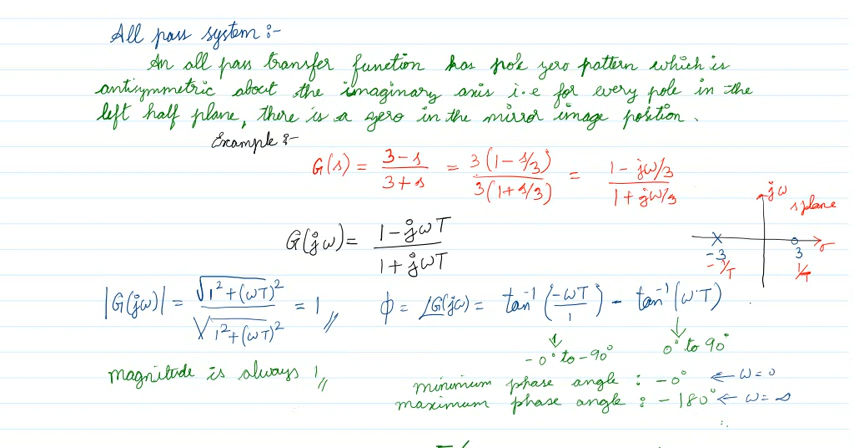 All pass system :-
An all pass transfer function has pole zero pattern which is
antisymmetric about the imaginary axis i.e for every pole in the
left half plane, there is a zero in the mirror image position.
Example :-
G(s) = (3-s)/(3+s) = 3(1-s/3)/3(1+s/3) = (1-jω/3)/(1+jω/3)
jω
s plane
σ
-3 3
-1/T 1/T
G(jω) = (1-jωT)/(1+jωT)
|G(jω)| = √(1²+(ωT)²)/√(1²+(ωT)²) = 1 // ϕ = ∠G(jω) = tan⁻¹(-ωT/1) - tan⁻¹(ωT)
-0° to -90° 0° to 90°
magnitude is always 1 //
minimum phase angle : -0° ← ω=0
maximum phase angle : -180° ← ω=∞